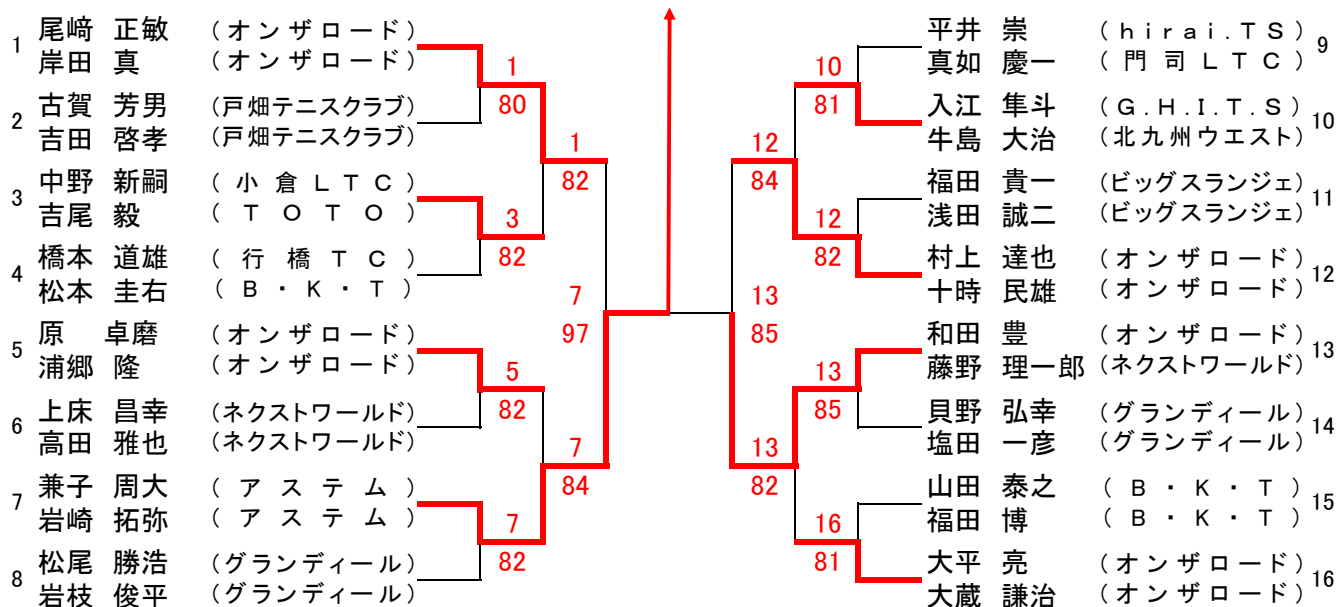 1 尾﨑 正敏 (オンザロード)
岸田 真 (オンザロード)
2 古賀 芳男 (戸畑テニスクラブ)
吉田 啓孝 (戸畑テニスクラブ)
3 中野 新嗣 (小倉LTC)
吉尾 毅 (TOTO)
4 橋本 道雄 (行橋TC)
松本 圭右 (B・K・T)
5 原 卓磨 (オンザロード)
浦郷 隆 (オンザロード)
6 上床 昌幸 (ネクストワールド)
高田 雅也 (ネクストワールド)
7 兼子 周大 (アステム)
岩崎 拓弥 (アステム)
8 松尾 勝浩 (グランディール)
岩枝 俊平 (グランディール)
1
80
3
82
5
82
7
82
1
82
7
84
7
97
13
85
12
84
13
82
10
81
12
82
13
85
16
81
平井 崇 (hirai.TS) 9
真如 慶一 (門司LTC)
入江 隼斗 (G.H.I.T.S) 10
牛島 大治 (北九州ウエスト)
福田 貴一 (ビッグスランジェ) 11
浅田 誠二 (ビッグスランジェ)
村上 達也 (オンザロード) 12
十時 民雄 (オンザロード)
和田 豊 (オンザロード) 13
藤野 理一郎 (ネクストワールド)
貝野 弘幸 (グランディール) 14
塩田 一彦 (グランディール)
山田 泰之 (B・K・T) 15
福田 博 (B・K・T)
大平 亮 (オンザロード) 16
大蔵 謙治 (オンザロード)